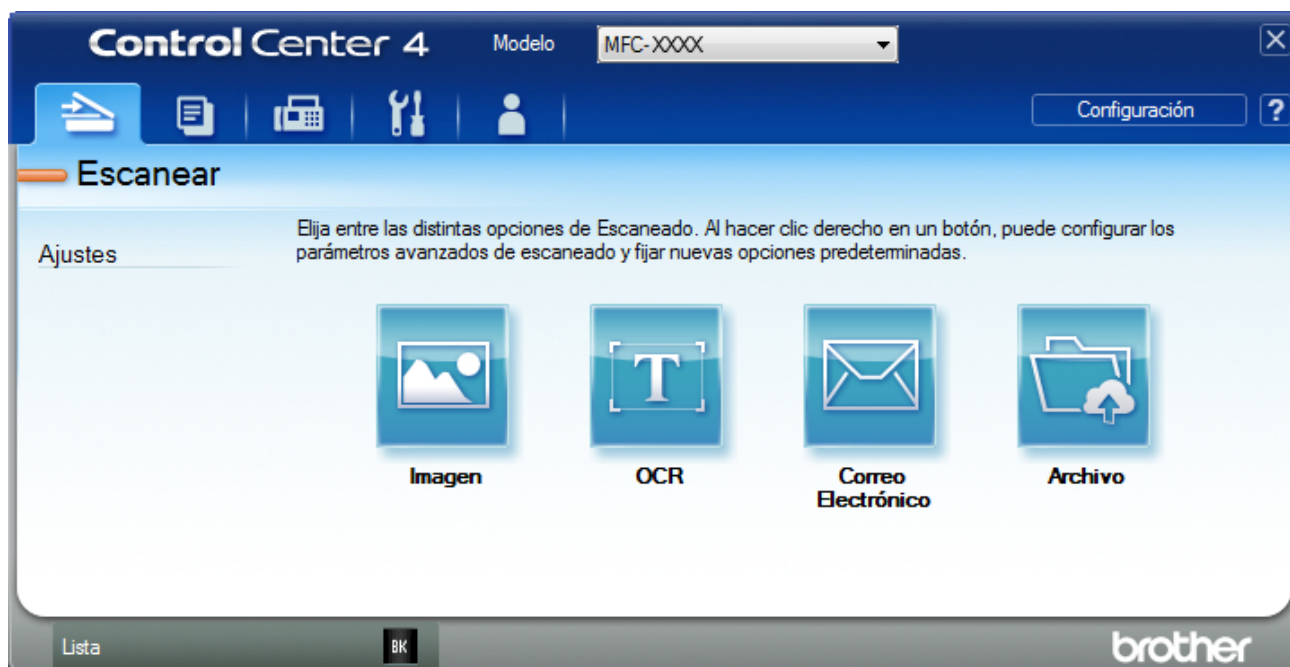 Control Center 4
Modelo
MFC-XXXX
Configuración
?
Escanear
Ajustes
Elija entre las distintas opciones de Escaneado. Al hacer clic derecho en un botón, puede configurar los
parámetros avanzados de escaneado y fijar nuevas opciones predeterminadas.
T
Imagen
OCR
Correo
Electrónico
Archivo
Lista
BK
brother